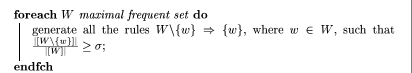 foreach W maximal frequent set do
generate all the rules W\{w} ⇒ {w}, where w ∈ W, such that
|[W\{w}]| / |[W]| ≥ σ;
endfch